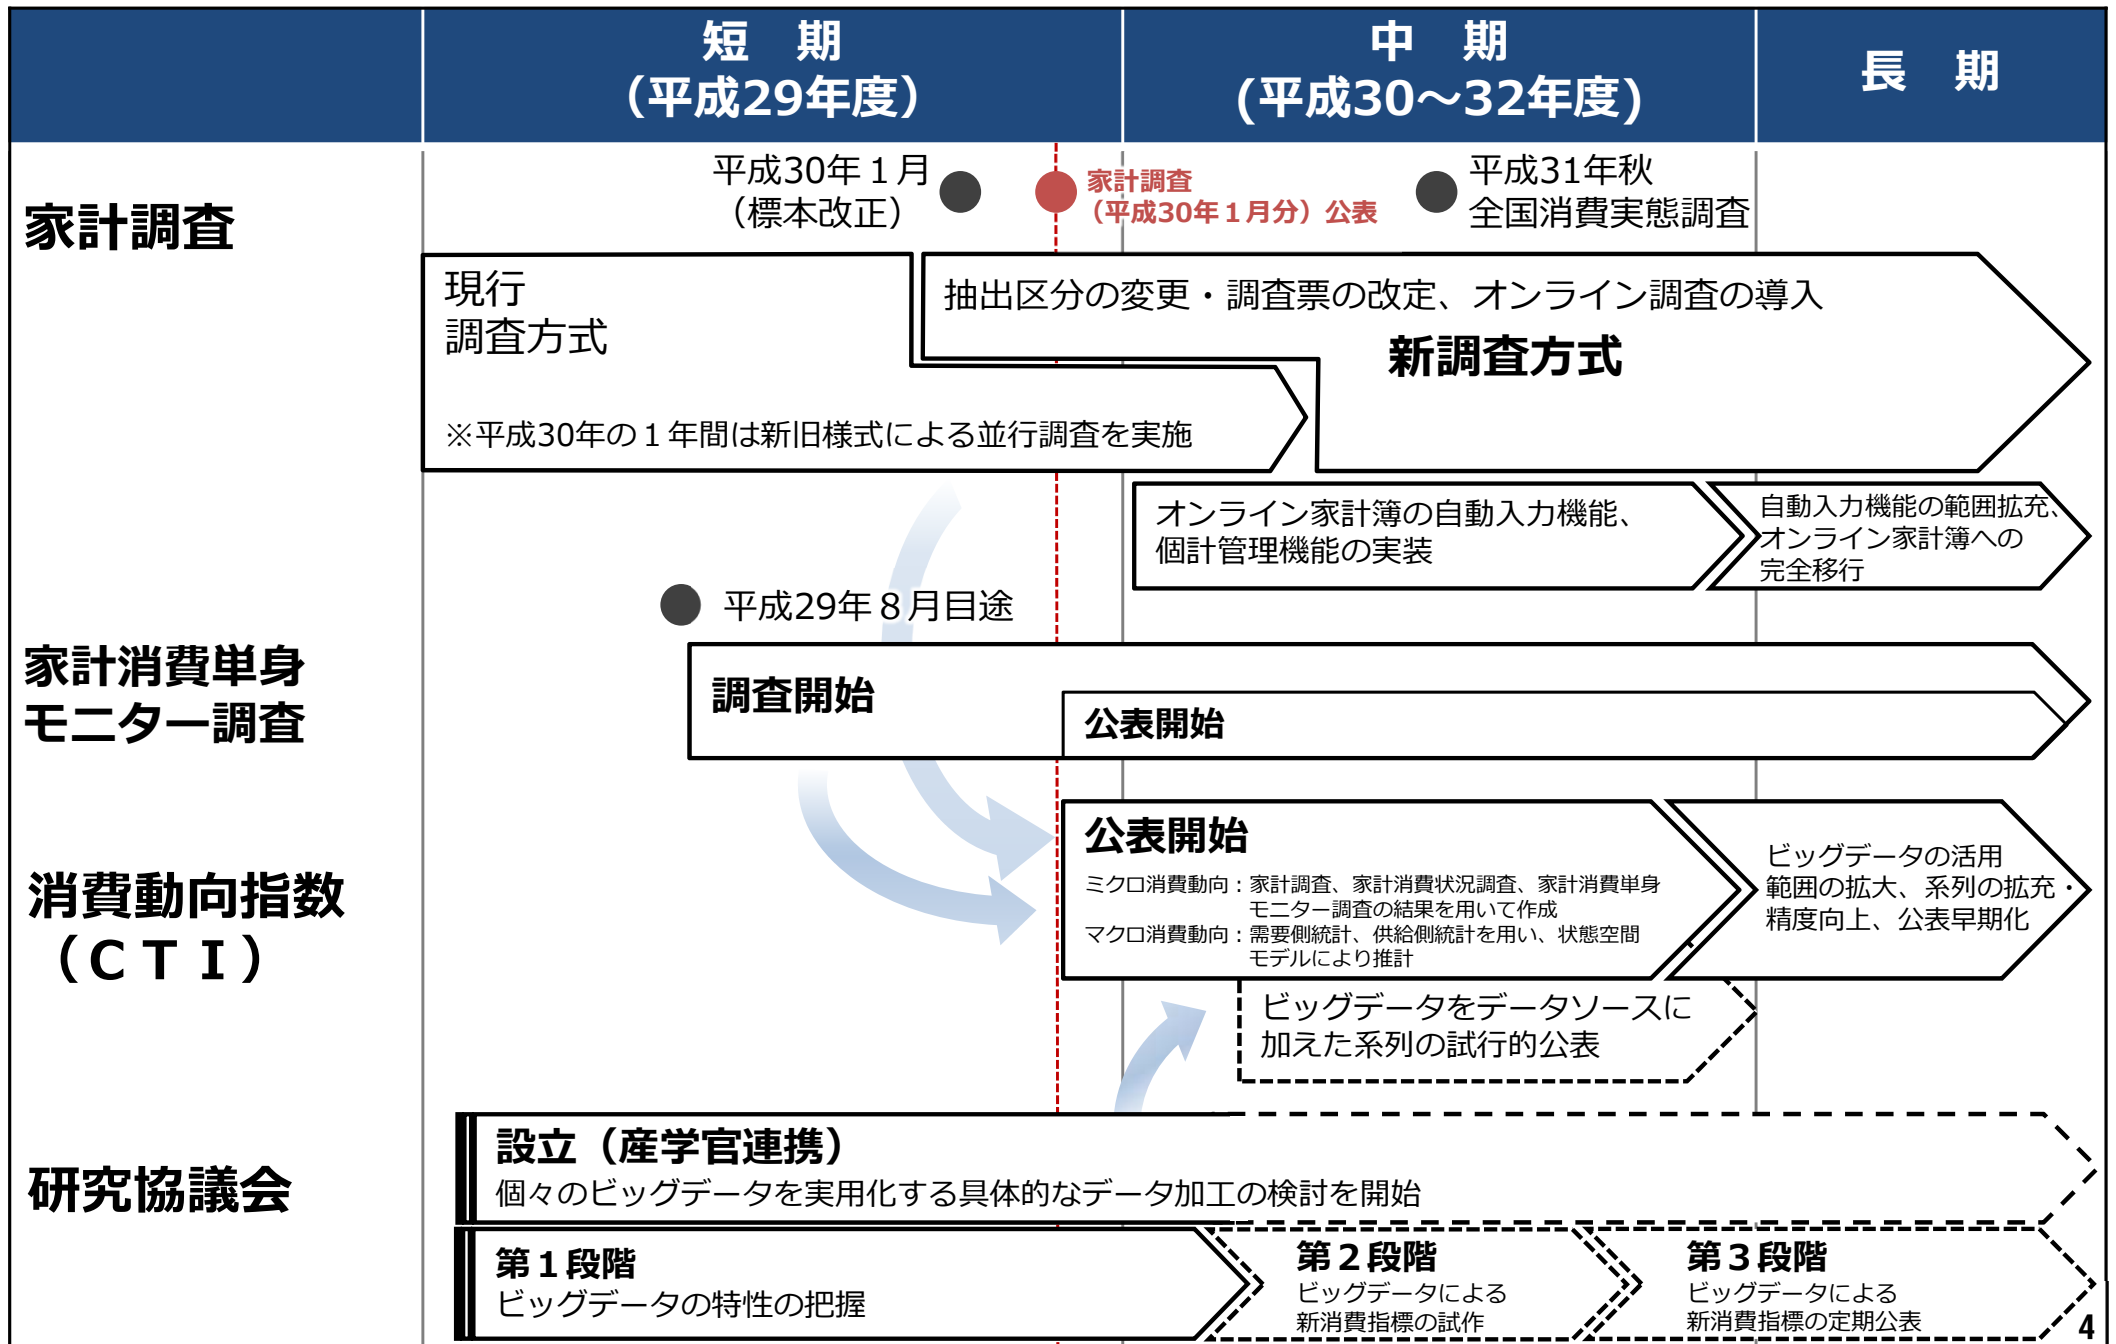 短　期
（平成29年度）
中　期
(平成30～32年度)
長　期
家計調査
平成30年１月
（標本改正）
家計調査
（平成30年１月分）公表
平成31年秋
全国消費実態調査
現行
調査方式
※平成30年の１年間は新旧様式による並行調査を実施
抽出区分の変更・調査票の改定、オンライン調査の導入
新調査方式
オンライン家計簿の自動入力機能、
個計管理機能の実装
自動入力機能の範囲拡充、
オンライン家計簿への
完全移行
家計消費単身
モニター調査
平成29年８月目途
調査開始
公表開始
消費動向指数
（ＣＴＩ）
公表開始
ミクロ消費動向：家計調査、家計消費状況調査、家計消費単身
モニター調査の結果を用いて作成
マクロ消費動向：需要側統計、供給側統計を用い、状態空間
モデルにより推計
ビッグデータの活用
範囲の拡大、系列の拡充・
精度向上、公表早期化
ビッグデータをデータソースに
加えた系列の試行的公表
研究協議会
設立（産学官連携）
個々のビッグデータを実用化する具体的なデータ加工の検討を開始
第１段階
ビッグデータの特性の把握
第２段階
ビッグデータによる
新消費指標の試作
第３段階
ビッグデータによる
新消費指標の定期公表
4